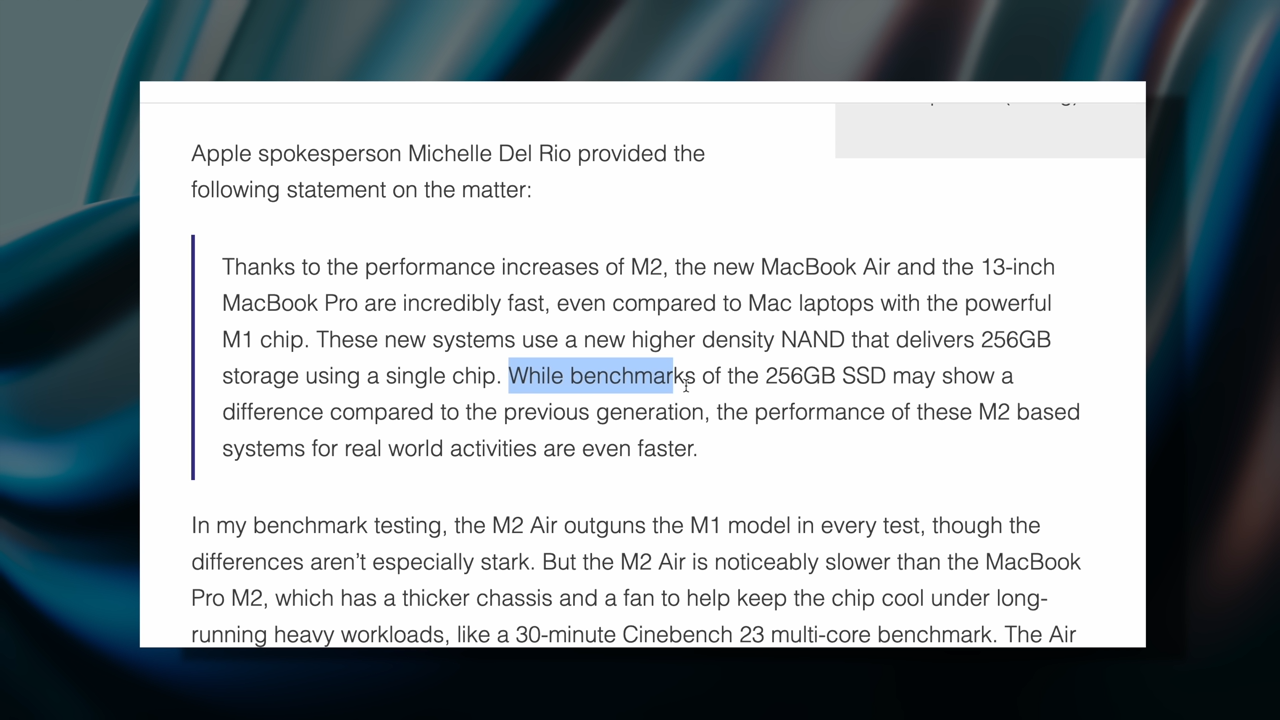 Apple spokesperson Michelle Del Rio provided the
following statement on the matter:
Thanks to the performance increases of M2, the new MacBook Air and the 13-inch
MacBook Pro are incredibly fast, even compared to Mac laptops with the powerful
M1 chip. These new systems use a new higher density NAND that delivers 256GB
storage using a single chip. While benchmarks of the 256GB SSD may show a
difference compared to the previous generation, the performance of these M2 based
systems for real world activities are even faster.
In my benchmark testing, the M2 Air outguns the M1 model in every test, though the
differences aren’t especially stark. But the M2 Air is noticeably slower than the MacBook
Pro M2, which has a thicker chassis and a fan to help keep the chip cool under long-
running heavy workloads, like a 30-minute Cinebench 23 multi-core benchmark. The Air